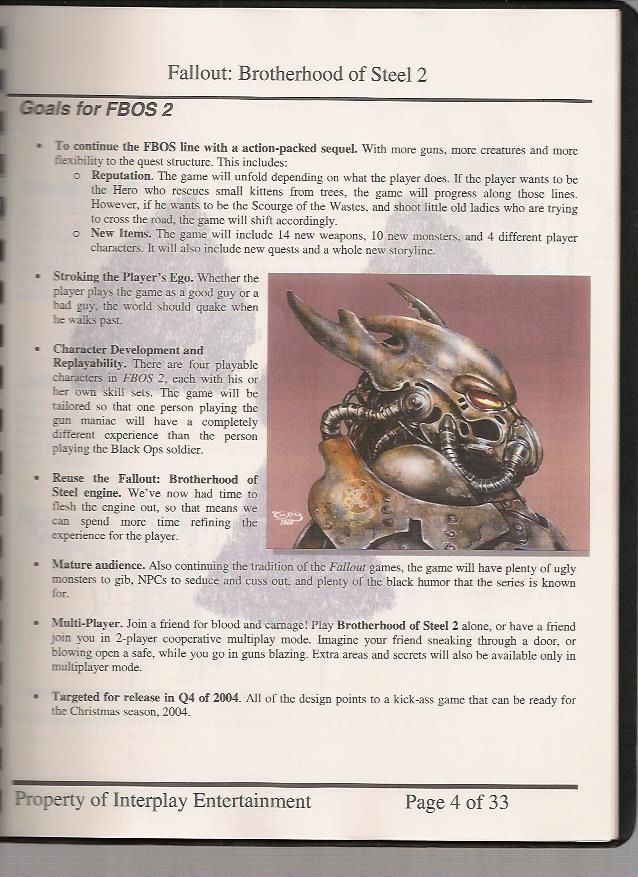 Fallout: Brotherhood of Steel 2
Goals for FBOS 2
• To continue the FBOS line with a action-packed sequel. With more guns, more creatures and more
flexibility to the quest structure. This includes:
o Reputation. The game will unfold depending on what the player does. If the player wants to be
the Hero who rescues small kittens from trees, the game will progress along those lines.
However, if he wants to be the Scourge of the Wastes, and shoot little old ladies who are trying
to cross the road, the game will shift accordingly.
o New Items. The game will include 14 new weapons, 10 new monsters, and 4 different player
characters. It will also include new quests and a whole new storyline.
• Stroking the Player's Ego. Whether the
player plays the game as a good guy or a
bad guy, the world should quake when
he walks past.
• Character Development and
Replayability. There are four playable
characters in FBOS 2, each with his or
her own skill sets. The game will be
tailored so that one person playing the
gun maniac will have a completely
different experience than the person
playing the Black Ops soldier.
• Reuse the Fallout: Brotherhood of
Steel engine. We've now had time to
flesh the engine out, so that means we
can spend more time refining the
experience for the player.
• Mature audience. Also continuing the tradition of the Fallout games, the game will have plenty of ugly
monsters to gib, NPCs to seduce and cuss out, and plenty of the black humor that the series is known
for.
• Multi-Player. Join a friend for blood and carnage! Play Brotherhood of Steel 2 alone, or have a friend
join you in 2-player cooperative multiplay mode. Imagine your friend sneaking through a door, or
blowing open a safe, while you go in guns blazing. Extra areas and secrets will also be available only in
multiplayer mode.
• Targeted for release in Q4 of 2004. All of the design points to a kick-ass game that can be ready for
the Christmas season, 2004.
Property of Interplay Entertainment Page 4 of 33